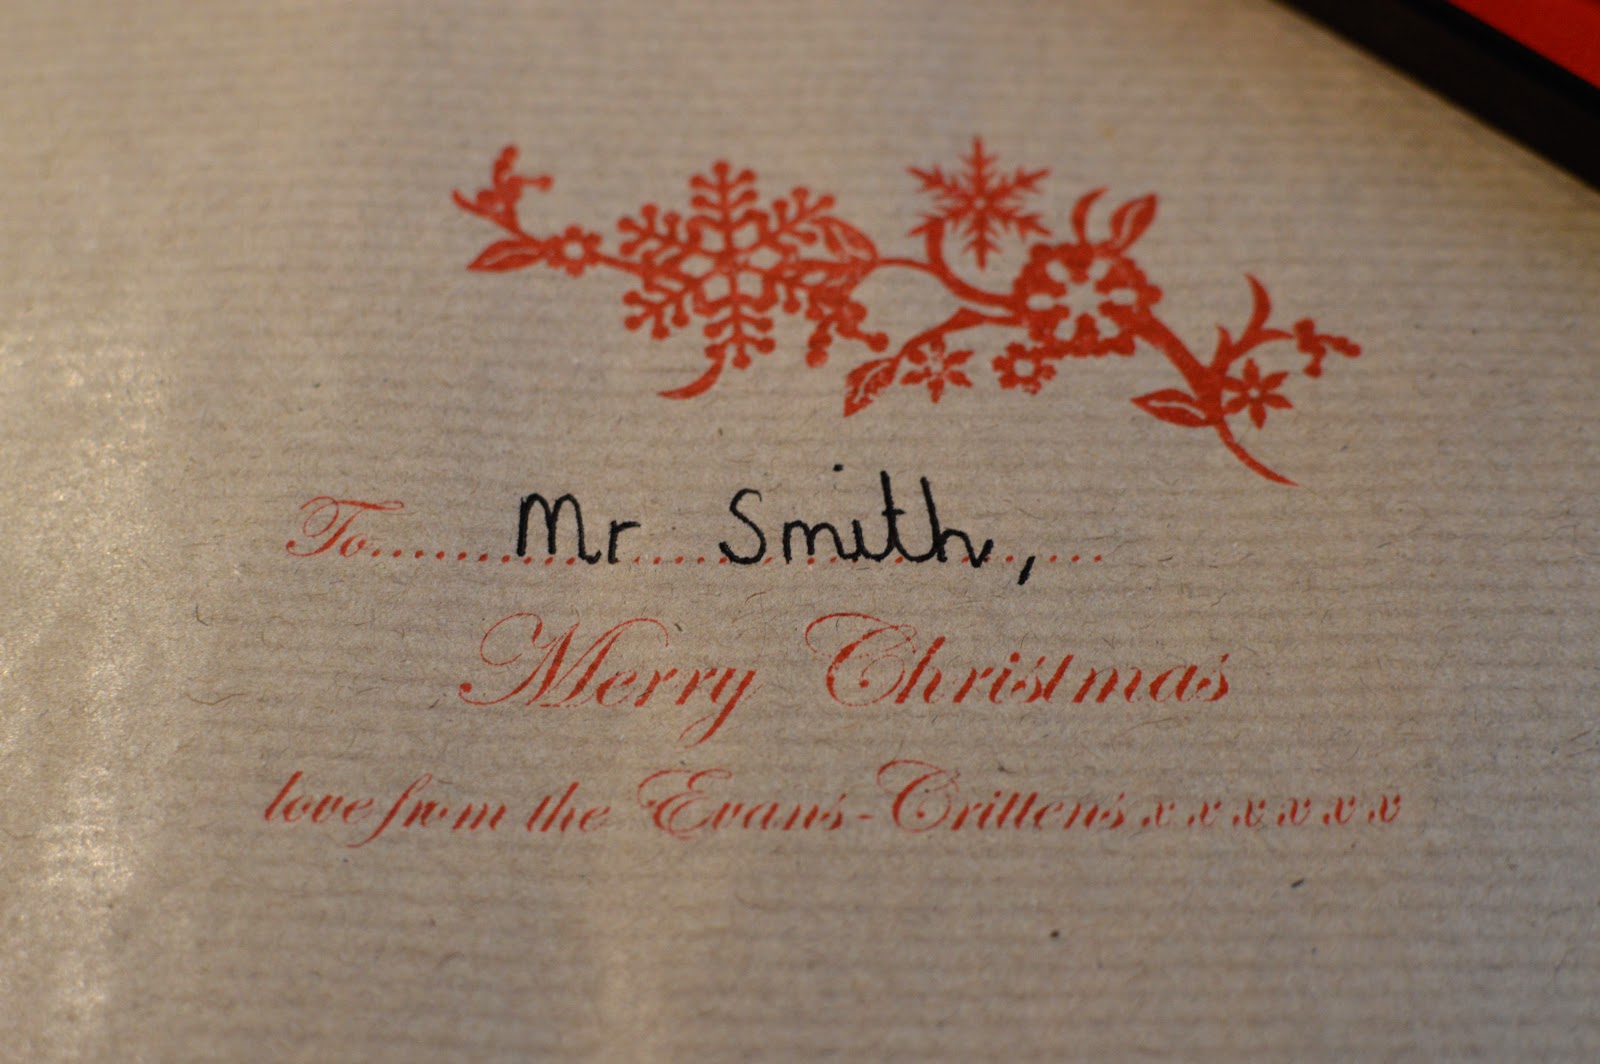 To.......Mr Smith,...
Merry Christmas
love from the Evans-Crittens x x x x x x